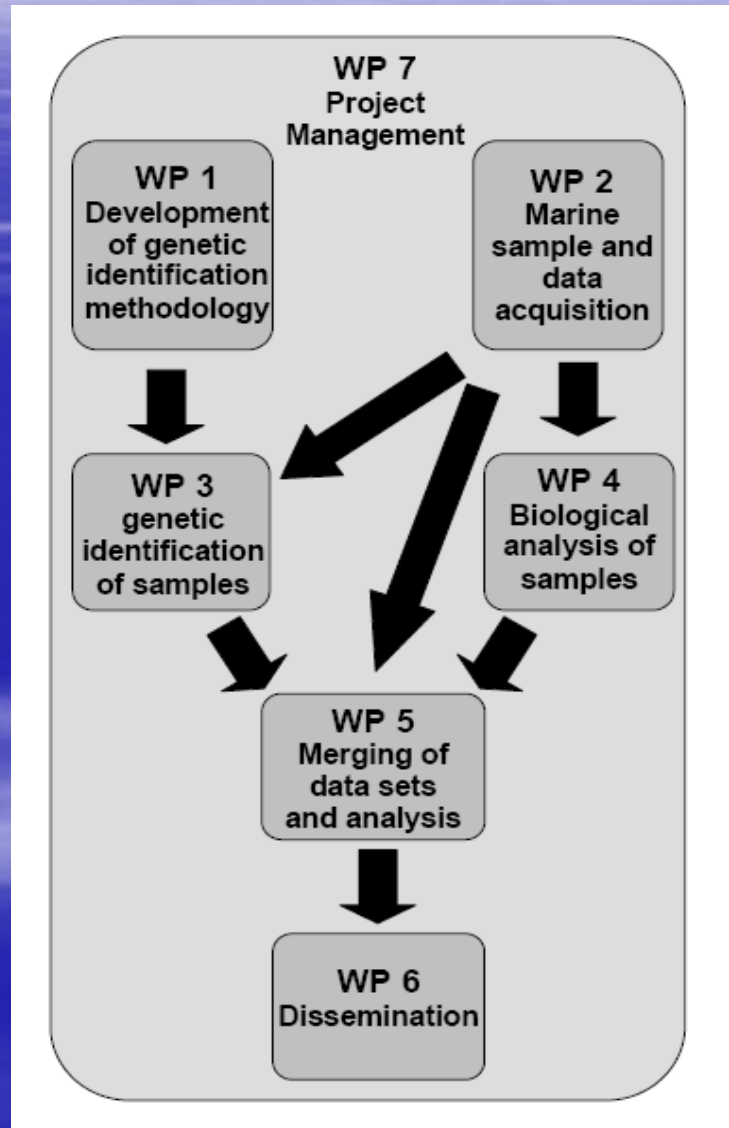 WP 7
Project
Management
WP 1
Development
of genetic
identification
methodology
WP 2
Marine
sample and
data
acquisition
WP 3
genetic
identification
of samples
WP 4
Biological
analysis of
samples
WP 5
Merging of
data sets
and analysis
WP 6
Dissemination